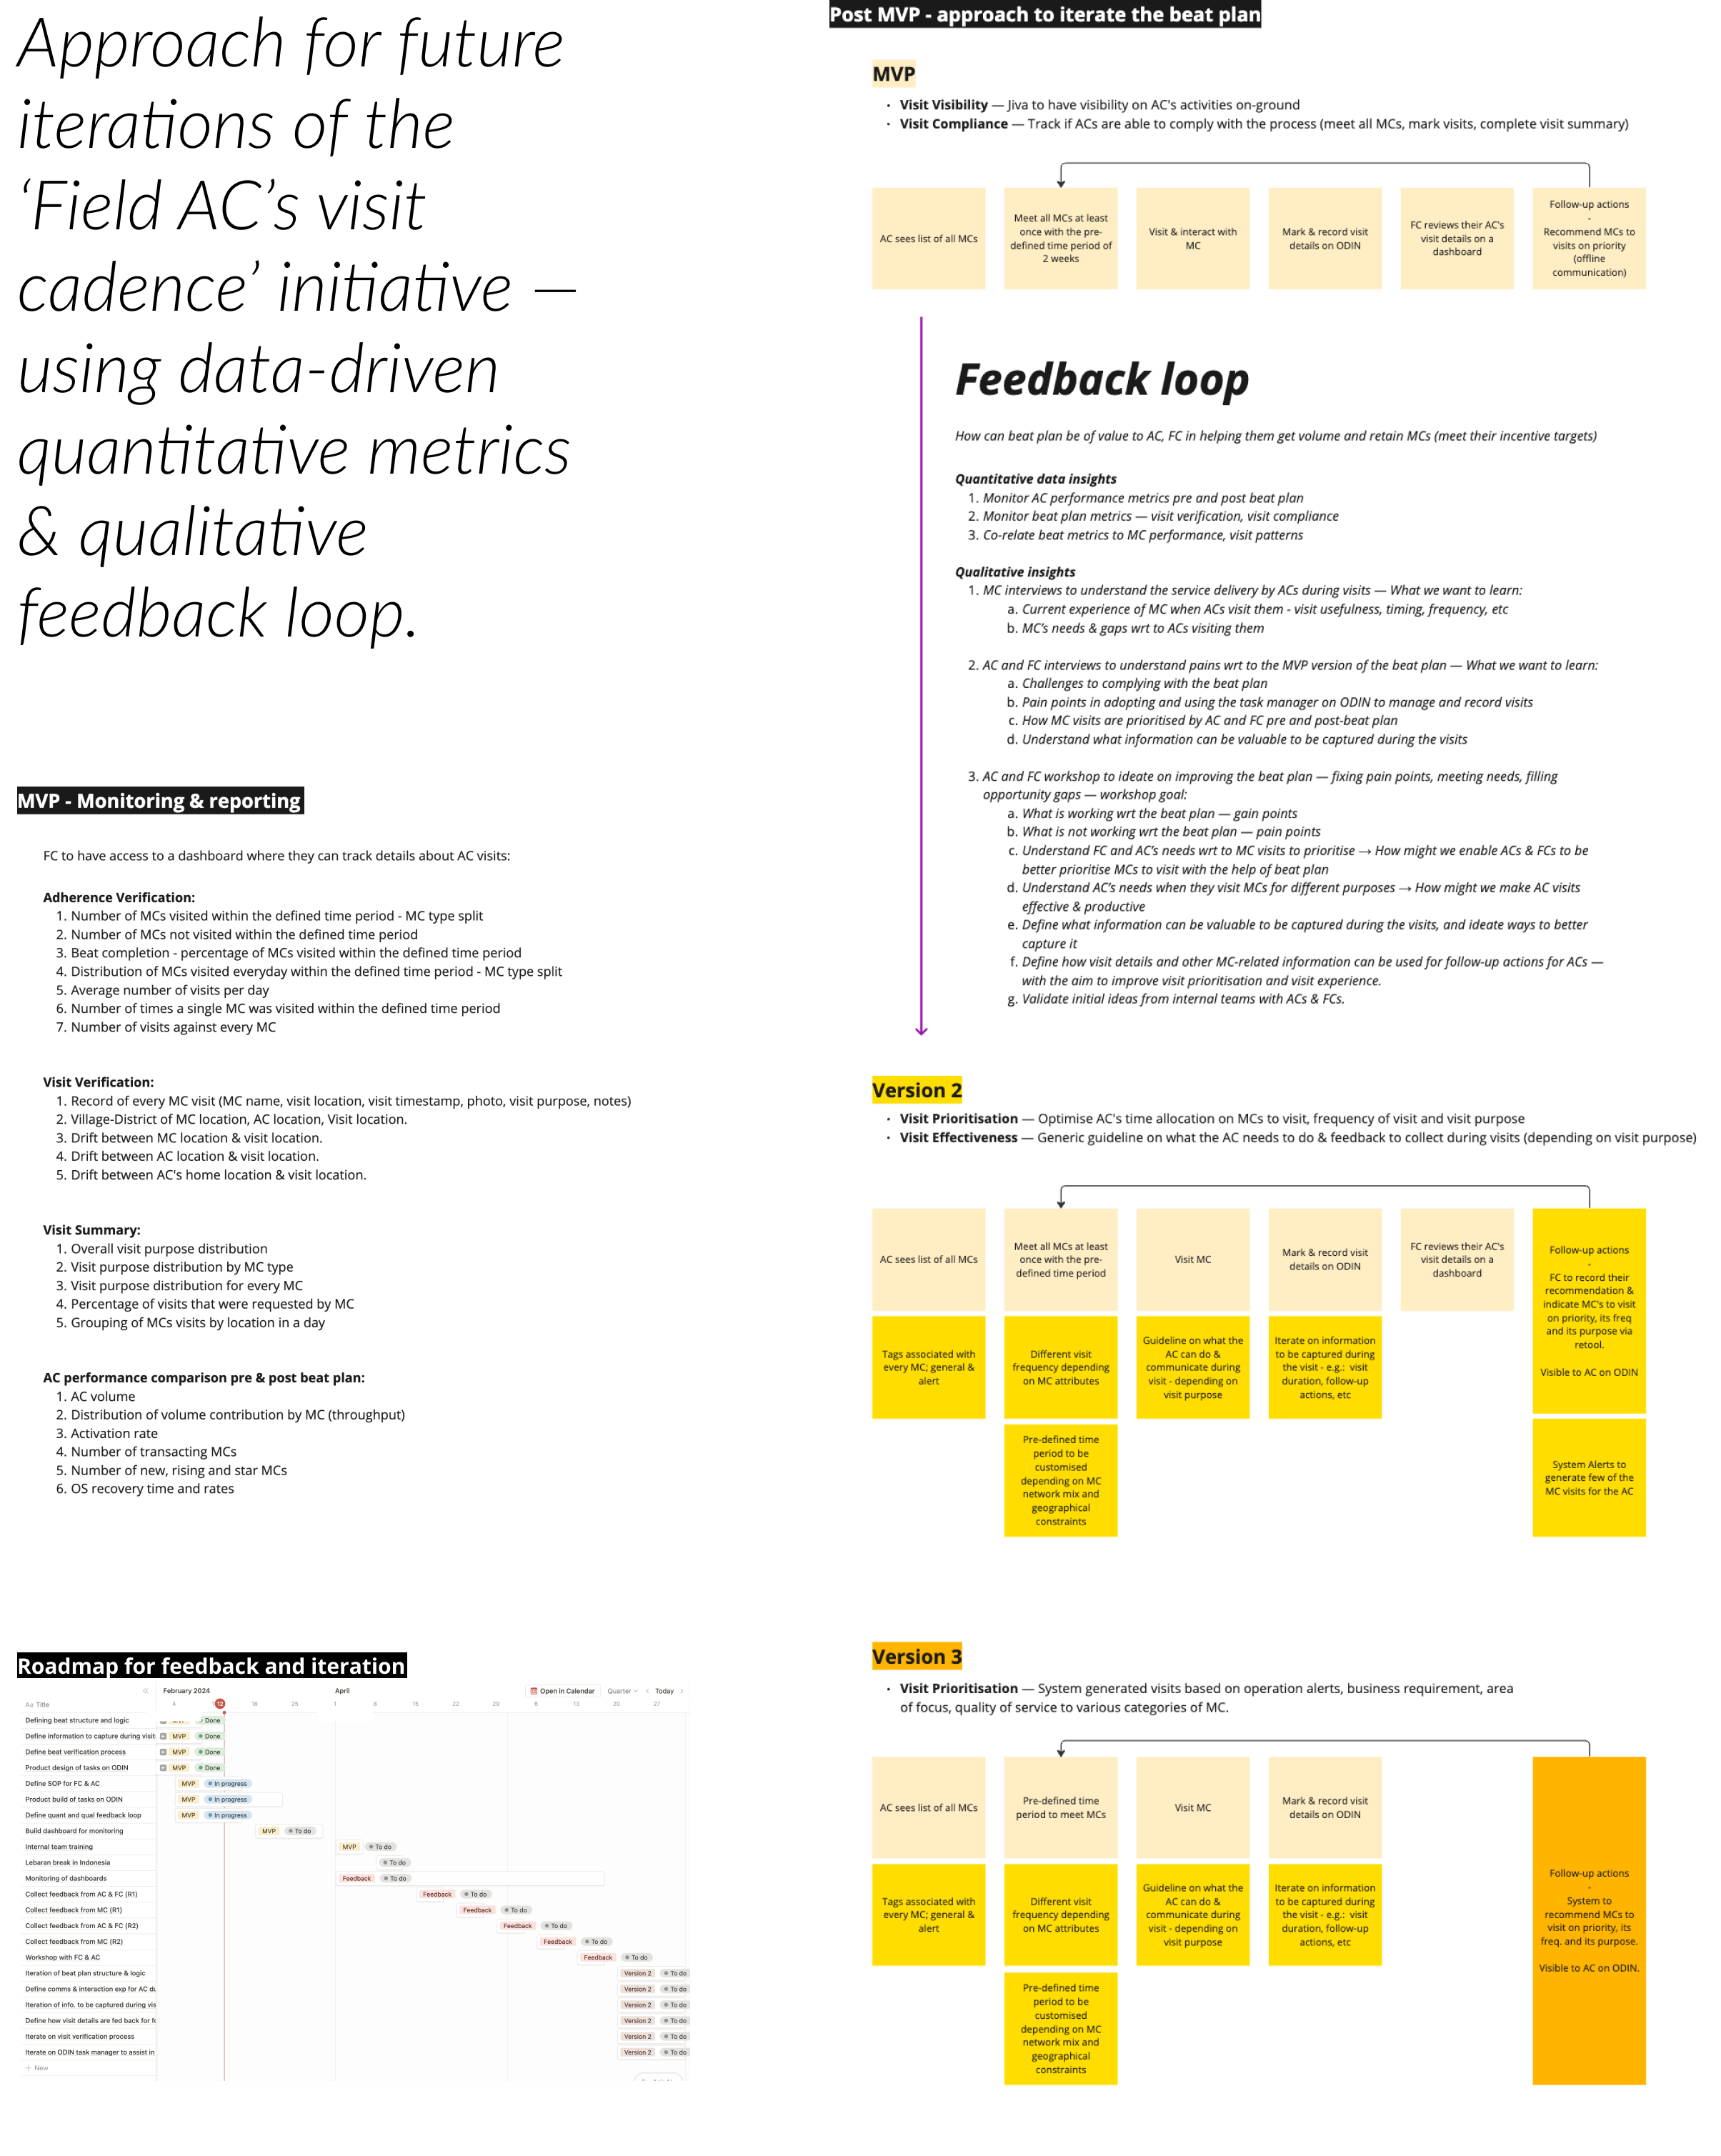 Approach for future
iterations of the
‘Field AC’s visit
cadence’ initiative —
using data-driven
quantitative metrics
& qualitative
feedback loop.
MVP - Monitoring & reporting
FC to have access to a dashboard where they can track details about AC visits:
Adherence Verification:
1. Number of MCs visited within the defined time period - MC type split
2. Number of MCs not visited within the defined time period
3. Beat completion - percentage of MCs visited within the defined time period
4. Distribution of MCs visited everyday within the defined time period - MC type split
5. Average number of visits per day
6. Number of times a single MC was visited within the defined time period
7. Number of visits against every MC
Visit Verification:
1. Record of every MC visit (MC name, visit location, visit timestamp, photo, visit purpose, notes)
2. Village-District of MC location, AC location, Visit location.
3. Drift between MC location & visit location.
4. Drift between AC location & visit location.
5. Drift between AC's home location & visit location.
Visit Summary:
1. Overall visit purpose distribution
2. Visit purpose distribution by MC type
3. Visit purpose distribution for every MC
4. Percentage of visits that were requested by MC
5. Grouping of MCs visits by location in a day
AC performance comparison pre & post beat plan:
1. AC volume
2. Distribution of volume contribution by MC (throughput)
3. Activation rate
4. Number of transacting MCs
5. Number of new, rising and star MCs
6. OS recovery time and rates
Roadmap for feedback and iteration
February 2024 April Open in Calendar Quarter Today
Aa Title 4 12 18 25 1 8 15 22 29 6 13 20 27
Defining beat structure and logic Done
Define information to capture during visit MVP Done
Define beat verification process MVP Done
Product design of tasks on ODIN MVP Done
Define SOP for FC & AC MVP In progress
Product build of tasks on ODIN MVP In progress
Define quant and qual feedback loop MVP In progress
Build dashboard for monitoring MVP To do
Internal team training MVP To do
Lebaran break in Indonesia To do
Monitoring of dashboards Feedback To do
Collect feedback from AC & FC (R1) Feedback To do
Collect feedback from MC (R1) Feedback To do
Collect feedback from AC & FC (R2) Feedback To do
Collect feedback from MC (R2) Feedback To do
Workshop with FC & AC Feedback To do
Iteration of beat plan structure & logic Version 2 To do
Define comms & interaction exp for AC du Version 2 To do
Iteration of info. to be captured during vis Version 2 To do
Define how visit details are fed back for fo Version 2 To do
Iterate on visit verification process Version 2 To do
Iterate on ODIN task manager to assist in Version 2 To do
+ New
Post MVP - approach to iterate the beat plan
MVP
• Visit Visibility — Jiva to have visibility on AC's activities on-ground
• Visit Compliance — Track if ACs are able to comply with the process (meet all MCs, mark visits, complete visit summary)
AC sees list of all MCs
Meet all MCs at least
once with the pre-
defined time period of
2 weeks
Visit & interact with
MC
Mark & record visit
details on ODIN
FC reviews their AC's
visit details on a
dashboard
Follow-up actions
-
Recommend MCs to
visits on priority
(offline
communication)
Feedback loop
How can beat plan be of value to AC, FC in helping them get volume and retain MCs (meet their incentive targets)
Quantitative data insights
1. Monitor AC performance metrics pre and post beat plan
2. Monitor beat plan metrics — visit verification, visit compliance
3. Co-relate beat metrics to MC performance, visit patterns
Qualitative insights
1. MC interviews to understand the service delivery by ACs during visits — What we want to learn:
a. Current experience of MC when ACs visit them - visit usefulness, timing, frequency, etc
b. MC’s needs & gaps wrt to ACs visiting them
2. AC and FC interviews to understand pains wrt to the MVP version of the beat plan — What we want to learn:
a. Challenges to complying with the beat plan
b. Pain points in adopting and using the task manager on ODIN to manage and record visits
c. How MC visits are prioritised by AC and FC pre and post-beat plan
d. Understand what information can be valuable to be captured during the visits
3. AC and FC workshop to ideate on improving the beat plan — fixing pain points, meeting needs, filling
opportunity gaps — workshop goal:
a. What is working wrt the beat plan — gain points
b. What is not working wrt the beat plan — pain points
c. Understand FC and AC’s needs wrt to MC visits to prioritise → How might we enable ACs & FCs to be
better prioritise MCs to visit with the help of beat plan
d. Understand AC’s needs when they visit MCs for different purposes → How might we make AC visits
effective & productive
e. Define what information can be valuable to be captured during the visits, and ideate ways to better
capture it
f. Define how visit details and other MC-related information can be used for follow-up actions for ACs —
with the aim to improve visit prioritisation and visit experience.
g. Validate initial ideas from internal teams with ACs & FCs.
Version 2
• Visit Prioritisation — Optimise AC's time allocation on MCs to visit, frequency of visit and visit purpose
• Visit Effectiveness — Generic guideline on what the AC needs to do & feedback to collect during visits (depending on visit purpose)
AC sees list of all MCs
Meet all MCs at least
once with the pre-
defined time period
Visit MC
Mark & record visit
details on ODIN
FC reviews their AC's
visit details on a
dashboard
Follow-up actions
-
FC to record their
recommendation &
indicate MC's to visit
on priority, its freq
and its purpose via
retool.
Visible to AC on ODIN
Tags associated with
every MC; general &
alert
Different visit
frequency depending
on MC attributes
Guideline on what the
AC can do &
communicate during
visit - depending on
visit purpose
Iterate on information
to be captured during
the visit - e.g.: visit
duration, follow-up
actions, etc
Pre-defined time
period to be
customised
depending on MC
network mix and
geographical
constraints
System Alerts to
generate few of the
MC visits for the AC
Version 3
• Visit Prioritisation — System generated visits based on operation alerts, business requirement, area
of focus, quality of service to various categories of MC.
AC sees list of all MCs
Pre-defined time
period to meet MCs
Visit MC
Mark & record visit
details on ODIN
Follow-up actions
-
System to
recommend MCs to
visit on priority, its
freq. and its purpose.
Visible to AC on ODIN.
Tags associated with
every MC; general &
alert
Different visit
frequency depending
on MC attributes
Guideline on what the
AC can do &
communicate during
visit - depending on
visit purpose
Iterate on information
to be captured during
the visit - e.g.: visit
duration, follow-up
actions, etc
Pre-defined time
period to be
customised
depending on MC
network mix and
geographical
constraints